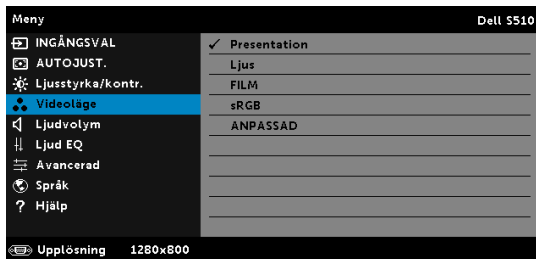 Meny Dell S510
INGÅNGSVAL
AUTOJUST.
Ljusstyrka/kontr.
Videoläge
Ljudvolym
Ljud EQ
Avancerad
Språk
Hjälp
Presentation
Ljus
FILM
sRGB
ANPASSAD
Upplösning 1280x800